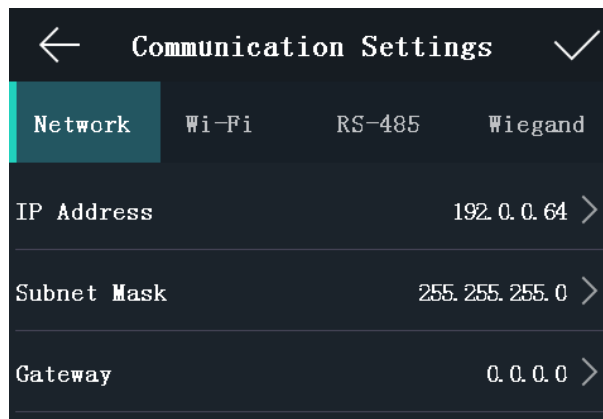 Communication Settings
Network Wi-Fi RS-485 Wiegand
IP Address 192.0.0.64
Subnet Mask 255.255.255.0
Gateway 0.0.0.0